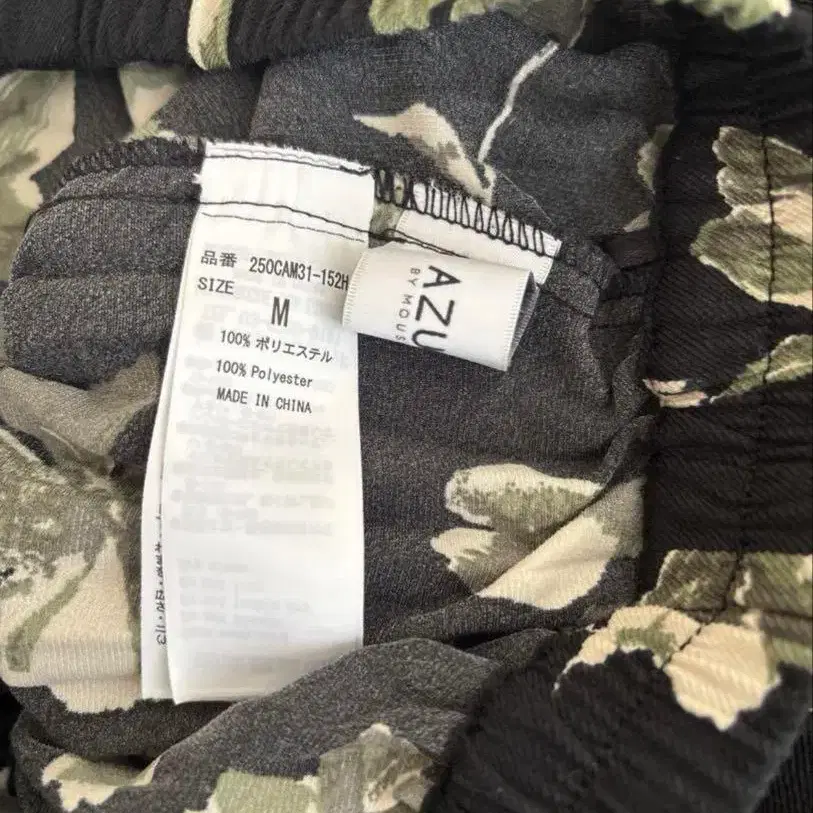 品番 250CAM31-152H
SIZE
M
100% ポリエステル
100% Polyester
MADE IN CHINA
AZU
BY MOUS